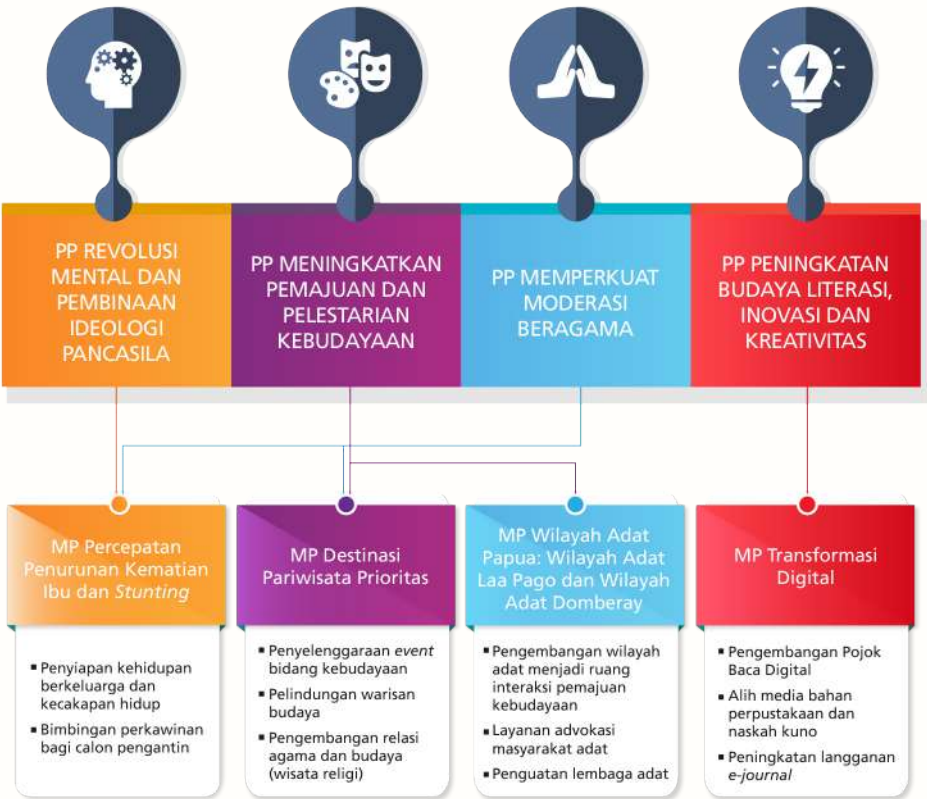 PP REVOLUSI
MENTAL DAN
PEMBINAAN
IDEOLOGI
PANCASILA
PP MENINGKATKAN
PEMAJUAN DAN
PELESTARIAN
KEBUDAYAAN
PP MEMPERKUAT
MODERASI
BERAGAMA
PP PENINGKATAN
BUDAYA LITERASI,
INOVASI DAN
KREATIVITAS
MP Percepatan
Penurunan Kematian
Ibu dan Stunting
▪ Penyiapan kehidupan
berkeluarga dan
kecakapan hidup
▪ Bimbingan perkawinan
bagi calon pengantin
MP Destinasi
Pariwisata Prioritas
▪ Penyelenggaraan event
bidang kebudayaan
▪ Pelindungan warisan
budaya
▪ Pengembangan relasi
agama dan budaya
(wisata religi)
MP Wilayah Adat
Papua: Wilayah Adat
Laa Pago dan Wilayah
Adat Domberay
▪ Pengembangan wilayah
adat menjadi ruang
interaksi pemajuan
kebudayaan
▪ Layanan advokasi
masyarakat adat
▪ Penguatan lembaga adat
MP Transformasi
Digital
▪ Pengembangan Pojok
Baca Digital
▪ Alih media bahan
perpustakaan dan
naskah kuno
▪ Peningkatan langganan
e-journal